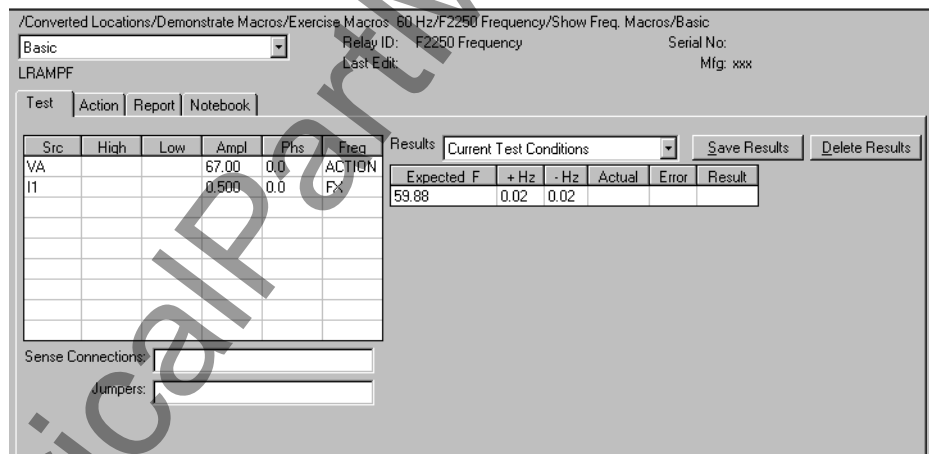 /Converted Locations/Demonstrate Macros/Exercise Macros 60 Hz/F2250 Frequency/Show Freq. Macros/Basic
Basic
Relay ID: F2250 Frequency
Serial No:
Last Edit:
Mfg: xxx
LRAMPF
Test Action Report Notebook
Results Current Test Conditions Save Results Delete Results
Src High Low Ampl Phs Freq
VA 67.00 0.0 ACTION
I1 0.500 0.0 FX
Expected F + Hz - Hz Actual Error Result
59.88 0.02 0.02
Sense Connections:
Jumpers: